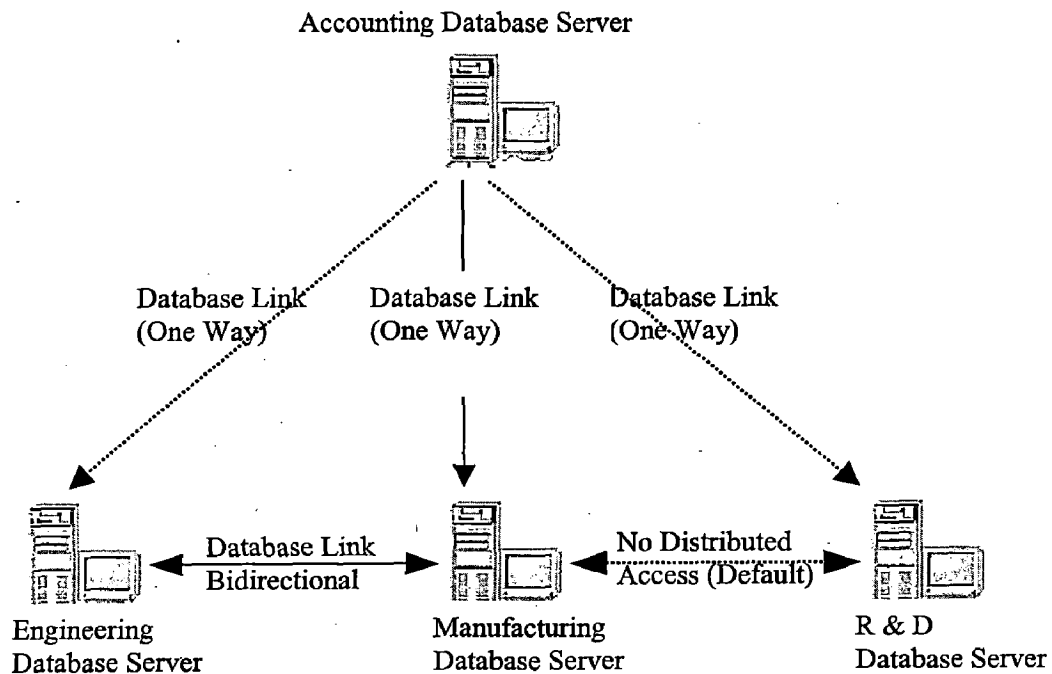 Accounting Database Server
Database Link
(One Way)
Database Link
(One Way)
Database Link
(One Way)
Database Link
Bidirectional
No Distributed
Access (Default)
Engineering
Database Server
Manufacturing
Database Server
R & D
Database Server